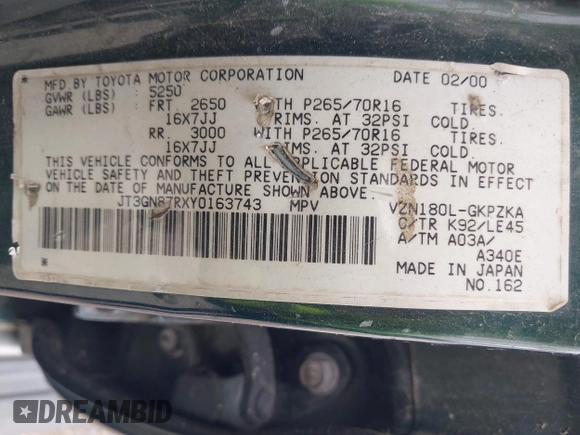 MFD. BY TOYOTA MOTOR CORPORATION DATE 02/00
GVWR (LBS) : 5250
GAWR (LBS) : FRT. 2650 WITH P265/70R16 TIRES.
16X7JJ RIMS. AT 32PSI COLD.
RR. 3000 WITH P265/70R16 TIRES.
16X7JJ RIMS. AT 32PSI COLD.
THIS VEHICLE CONFORMS TO ALL APPLICABLE FEDERAL MOTOR
VEHICLE SAFETY AND THEFT PREVENTION STANDARDS IN EFFECT
ON THE DATE OF MANUFACTURE SHOWN ABOVE.
JT3GN87RXY0163743 MPV VZN180L-GKPZKA
C/TR K92/LE45
A/TM A03A/
A340E
MADE IN JAPAN
NO.162
DREAMBID